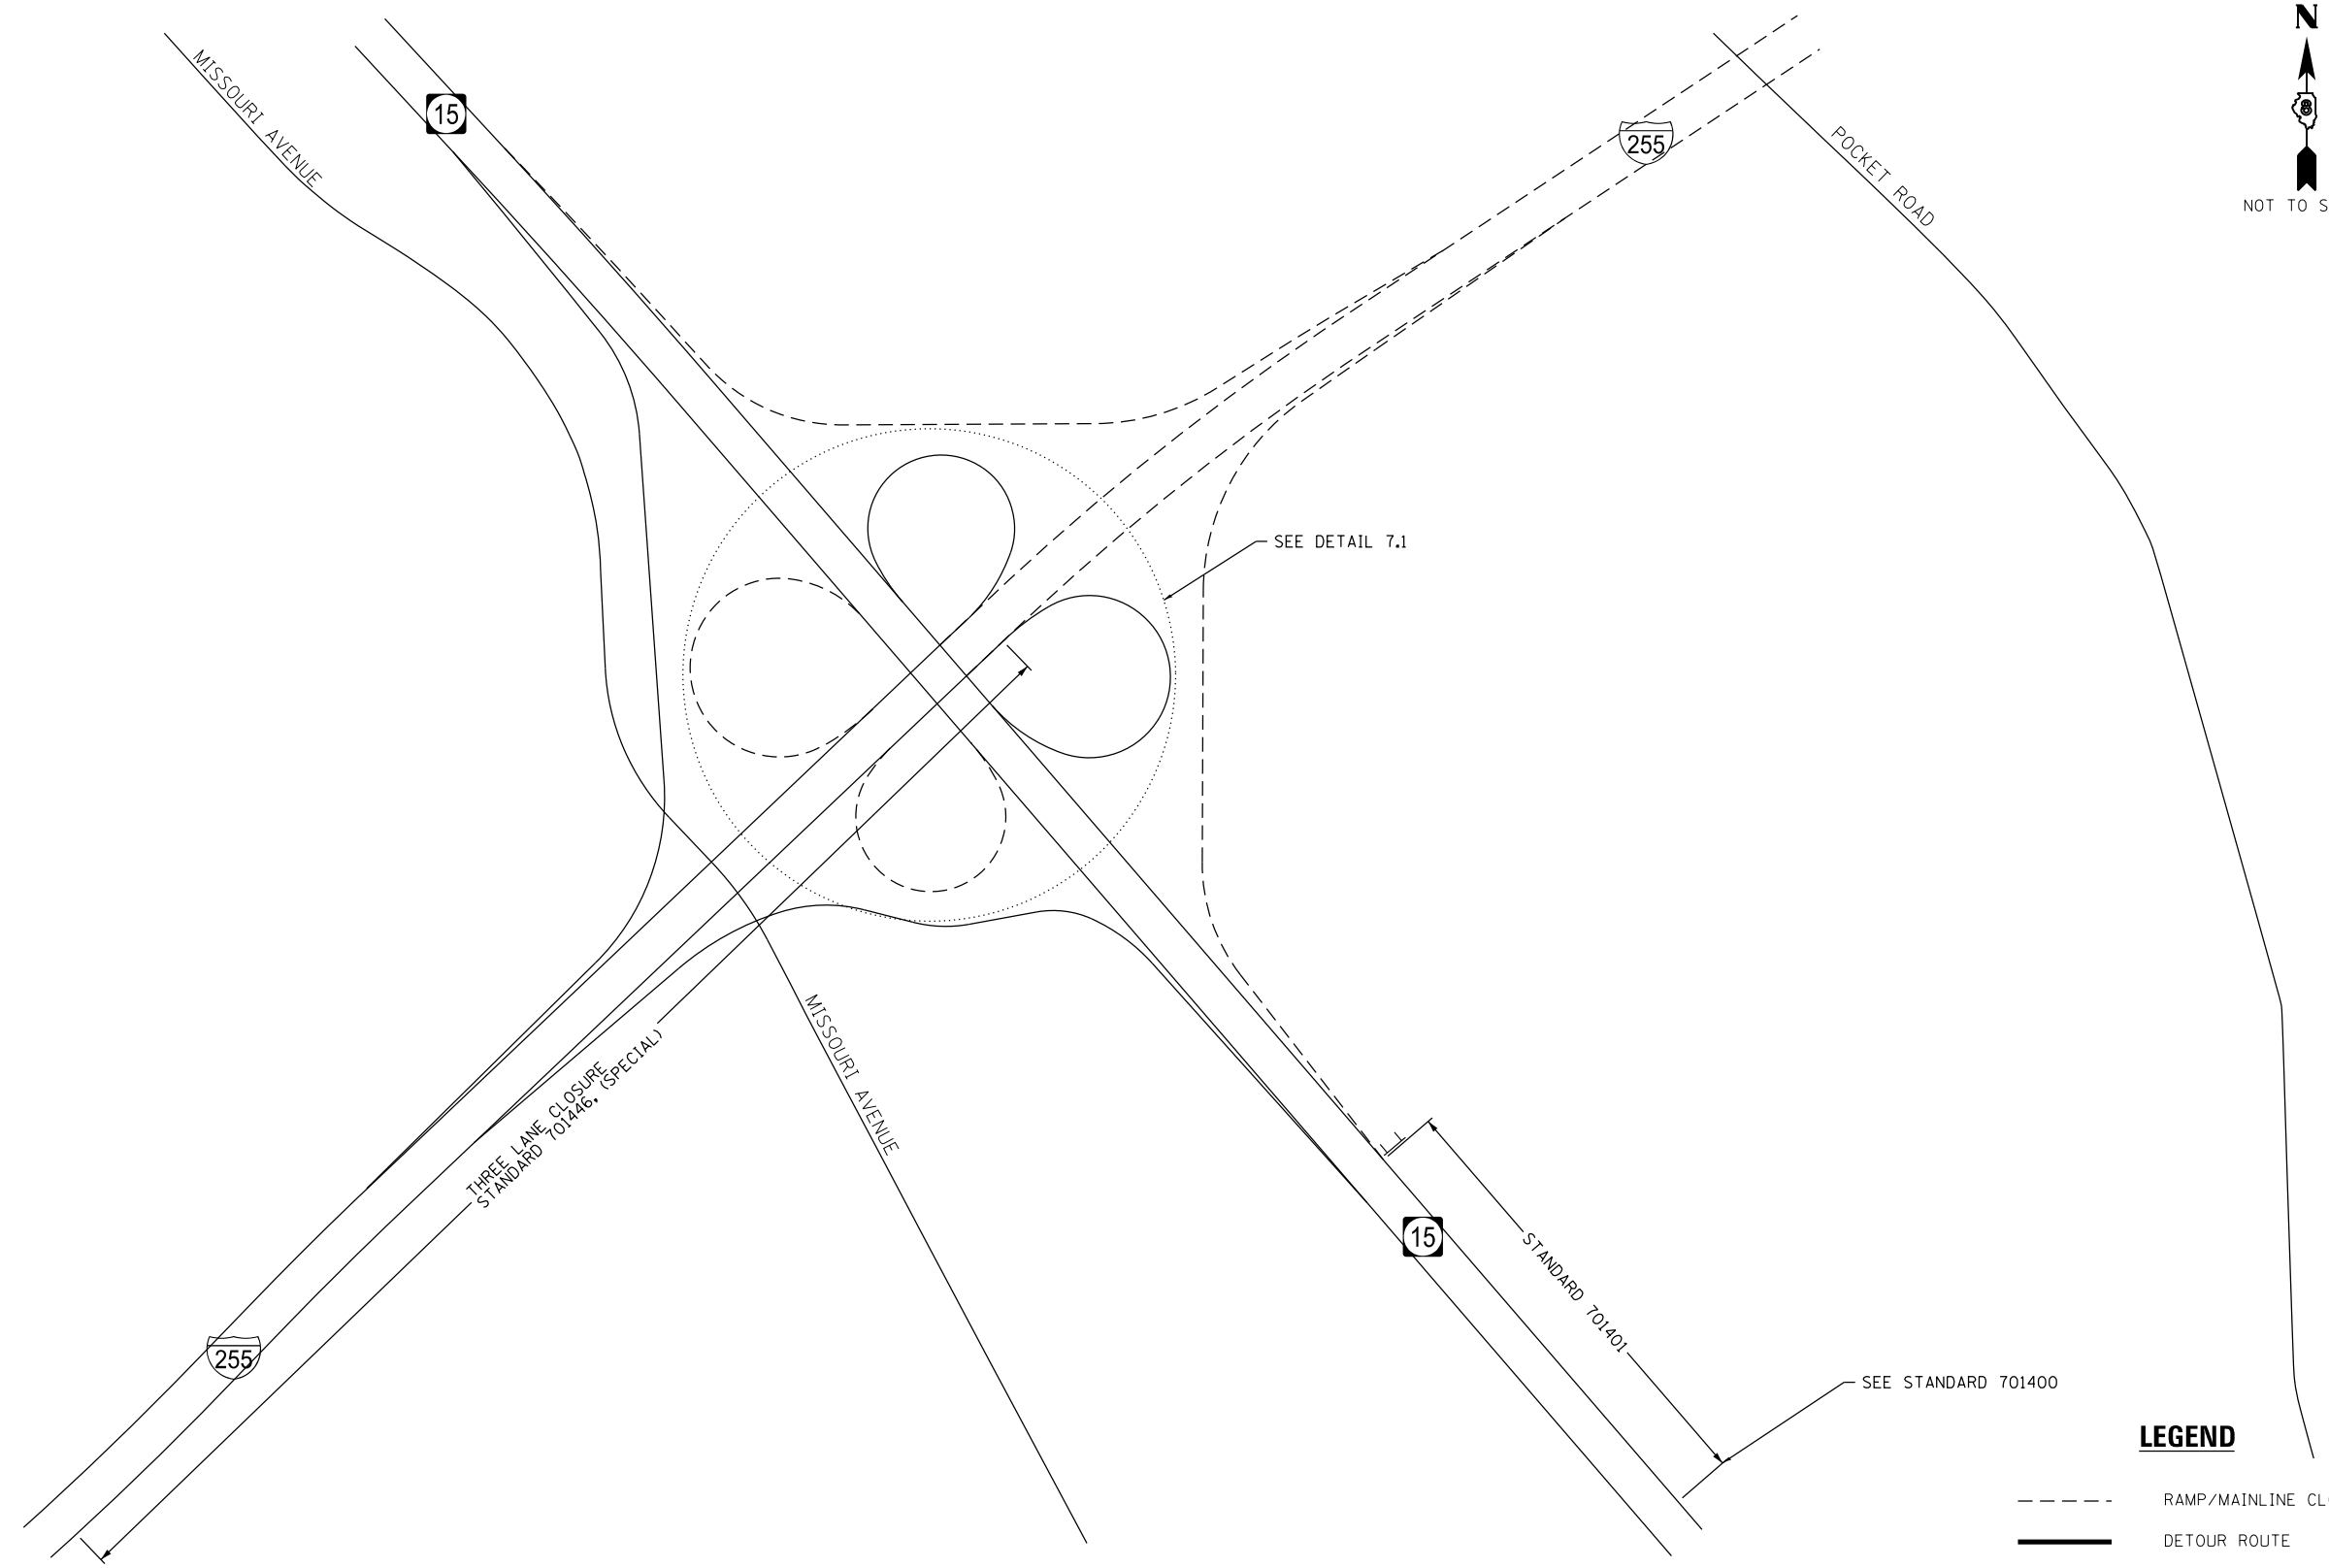 N
8
NOT TO S
MISSOURI AVENUE
15
255
POCKET ROAD
SEE DETAIL 7.1
MISSOURI AVENUE
THREE LANE CLOSURE
STANDARD 701446, (SPECIAL)
15
STANDARD 701401
255
SEE STANDARD 701400
LEGEND
RAMP/MAINLINE CL
DETOUR ROUTE